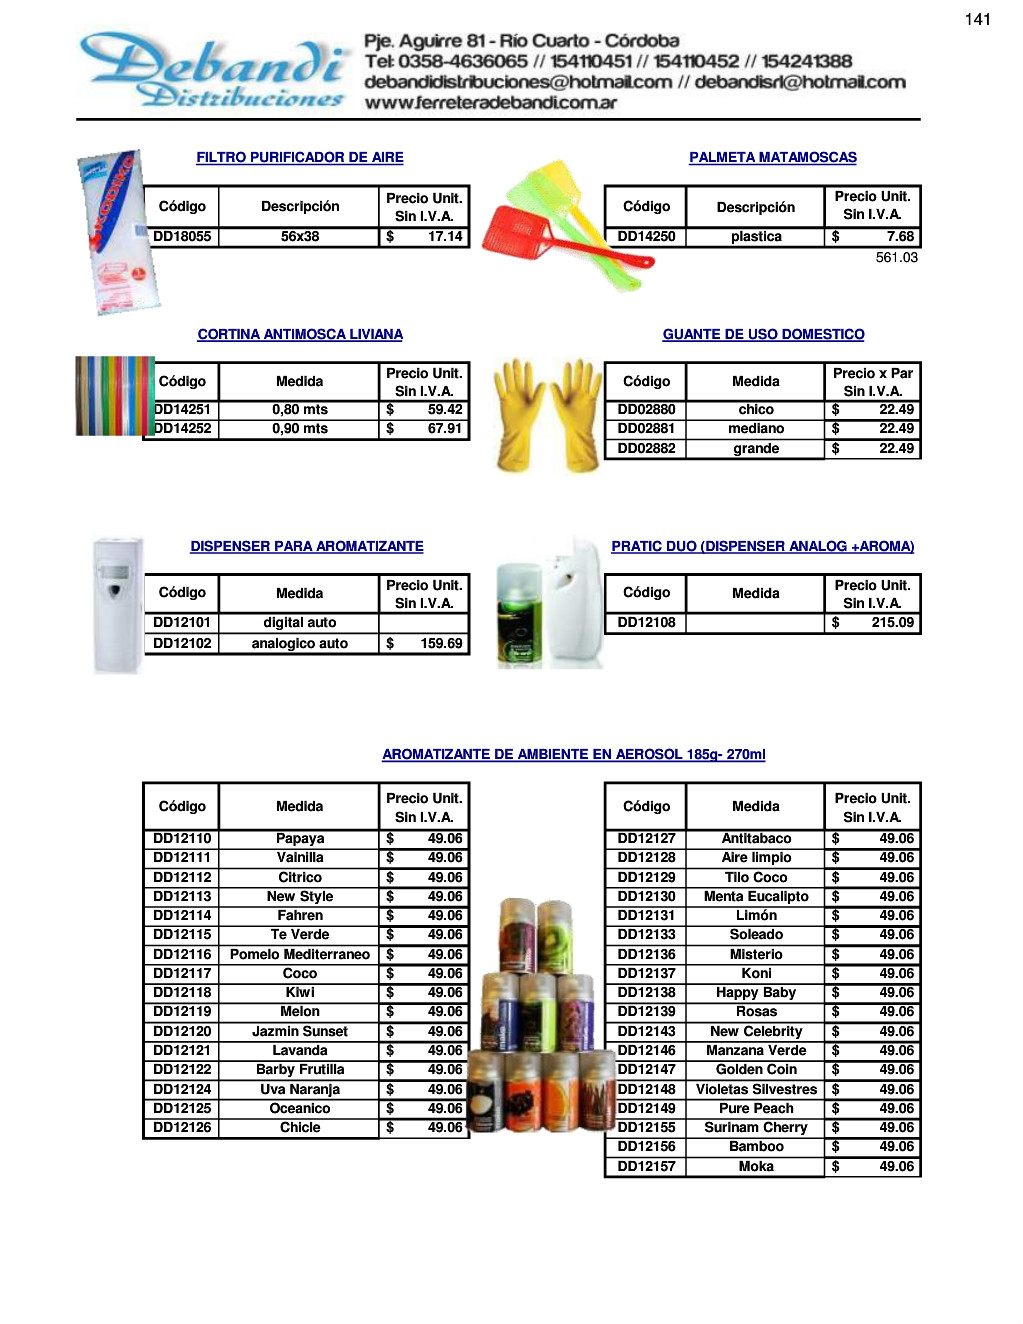 141
Debandi
Distribuciones
Pje. Aguirre 81 - Río Cuarto - Córdoba
Tel: 0358-4636065 // 154110451 // 154110452 // 154241388
debandidistribuciones@hotmail.com // debandisrl@hotmail.com
www.ferreteradebandi.com.ar
FILTRO PURIFICADOR DE AIRE
Código Descripción Precio Unit. Sin I.V.A.
DD18055 56x38 $ 17.14
KODIKO
PALMETA MATAMOSCAS
Código Descripción Precio Unit. Sin I.V.A.
DD14250 plastica $ 7.68
561.03
CORTINA ANTIMOSCA LIVIANA
Código Medida Precio Unit. Sin I.V.A.
DD14251 0,80 mts $ 59.42
DD14252 0,90 mts $ 67.91
GUANTE DE USO DOMESTICO
Código Medida Precio x Par Sin I.V.A.
DD02880 chico $ 22.49
DD02881 mediano $ 22.49
DD02882 grande $ 22.49
DISPENSER PARA AROMATIZANTE
Código Medida Precio Unit. Sin I.V.A.
DD12101 digital auto
DD12102 analogico auto $ 159.69
PRATIC DUO (DISPENSER ANALOG +AROMA)
Código Medida Precio Unit. Sin I.V.A.
DD12108 $ 215.09
AROMATIZANTE DE AMBIENTE EN AEROSOL 185g- 270ml
Código Medida Precio Unit. Sin I.V.A.
DD12110 Papaya $ 49.06
DD12111 Vainilla $ 49.06
DD12112 Citrico $ 49.06
DD12113 New Style $ 49.06
DD12114 Fahren $ 49.06
DD12115 Te Verde $ 49.06
DD12116 Pomelo Mediterraneo $ 49.06
DD12117 Coco $ 49.06
DD12118 Kiwi $ 49.06
DD12119 Melon $ 49.06
DD12120 Jazmin Sunset $ 49.06
DD12121 Lavanda $ 49.06
DD12122 Barby Frutilla $ 49.06
DD12124 Uva Naranja $ 49.06
DD12125 Oceanico $ 49.06
DD12126 Chicle $ 49.06
Código Medida Precio Unit. Sin I.V.A.
DD12127 Antitabaco $ 49.06
DD12128 Aire limpio $ 49.06
DD12129 Tilo Coco $ 49.06
DD12130 Menta Eucalipto $ 49.06
DD12131 Limón $ 49.06
DD12133 Soleado $ 49.06
DD12136 Misterio $ 49.06
DD12137 Koni $ 49.06
DD12138 Happy Baby $ 49.06
DD12139 Rosas $ 49.06
DD12143 New Celebrity $ 49.06
DD12146 Manzana Verde $ 49.06
DD12147 Golden Coin $ 49.06
DD12148 Violetas Silvestres $ 49.06
DD12149 Pure Peach $ 49.06
DD12155 Surinam Cherry $ 49.06
DD12156 Bamboo $ 49.06
DD12157 Moka $ 49.06